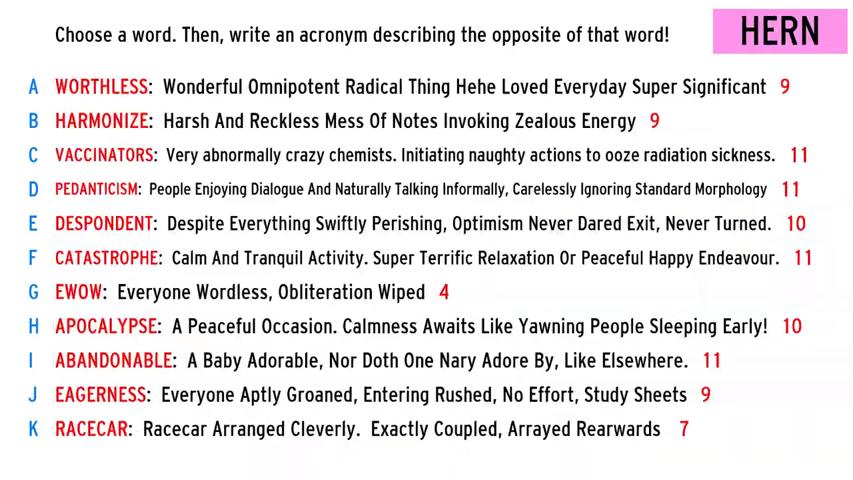 Choose a word. Then, write an acronym describing the opposite of that word!
HERN
A WORTHLESS: Wonderful Omnipotent Radical Thing Hehe Loved Everyday Super Significant 9
B HARMONIZE: Harsh And Reckless Mess Of Notes Invoking Zealous Energy 9
C VACCINATORS: Very abnormally crazy chemists. Initiating naughty actions to ooze radiation sickness. 11
D PEDANTICISM: People Enjoying Dialogue And Naturally Talking Informally, Carelessly Ignoring Standard Morphology 11
E DESPONDENT: Despite Everything Swiftly Perishing, Optimism Never Dared Exit, Never Turned. 10
F CATASTROPHE: Calm And Tranquil Activity. Super Terrific Relaxation Or Peaceful Happy Endeavour. 11
G EWOW: Everyone Wordless, Obliteration Wiped 4
H APOCALYPSE: A Peaceful Occasion. Calmness Awaits Like Yawning People Sleeping Early! 10
I ABANDONABLE: A Baby Adorable, Nor Doth One Nary Adore By, Like Elsewhere. 11
J EAGERNESS: Everyone Aptly Groaned, Entering Rushed, No Effort, Study Sheets 9
K RACECAR: Racecar Arranged Cleverly. Exactly Coupled, Arrayed Rearwards 7